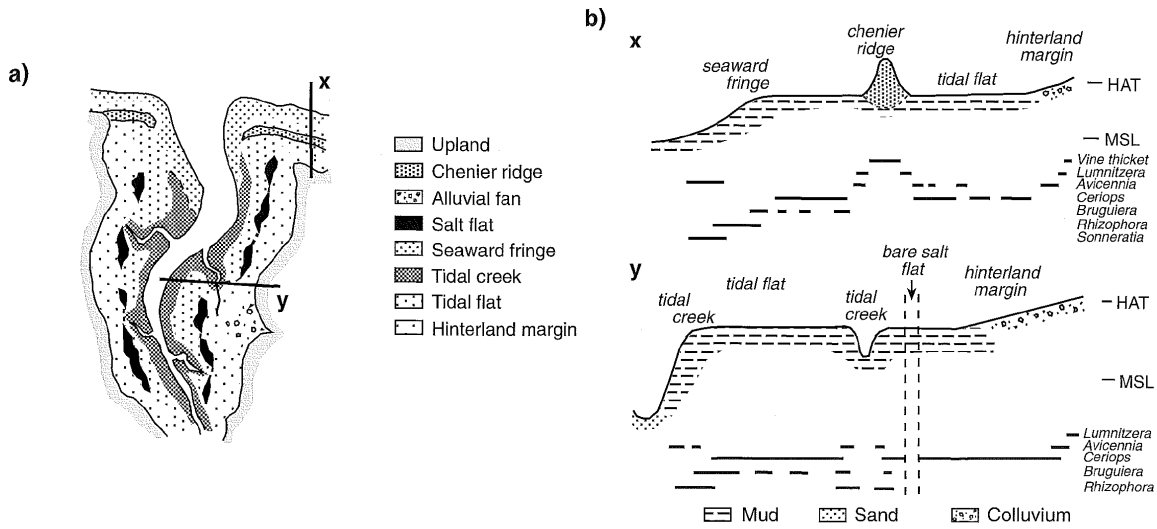 a)
x
y
Upland
Chenier ridge
Alluvial fan
Salt flat
Seaward fringe
Tidal creek
Tidal flat
Hinterland margin
b)
x
seaward
fringe
chenier
ridge
tidal flat
hinterland
margin
HAT
MSL
Vine thicket
Lumnitzera
Avicennia
Ceriops
Bruguiera
Rhizophora
Sonneratia
y
tidal
creek
tidal flat
tidal
creek
bare salt
flat
hinterland
margin
HAT
MSL
Lumnitzera
Avicennia
Ceriops
Bruguiera
Rhizophora
Mud
Sand
Colluvium